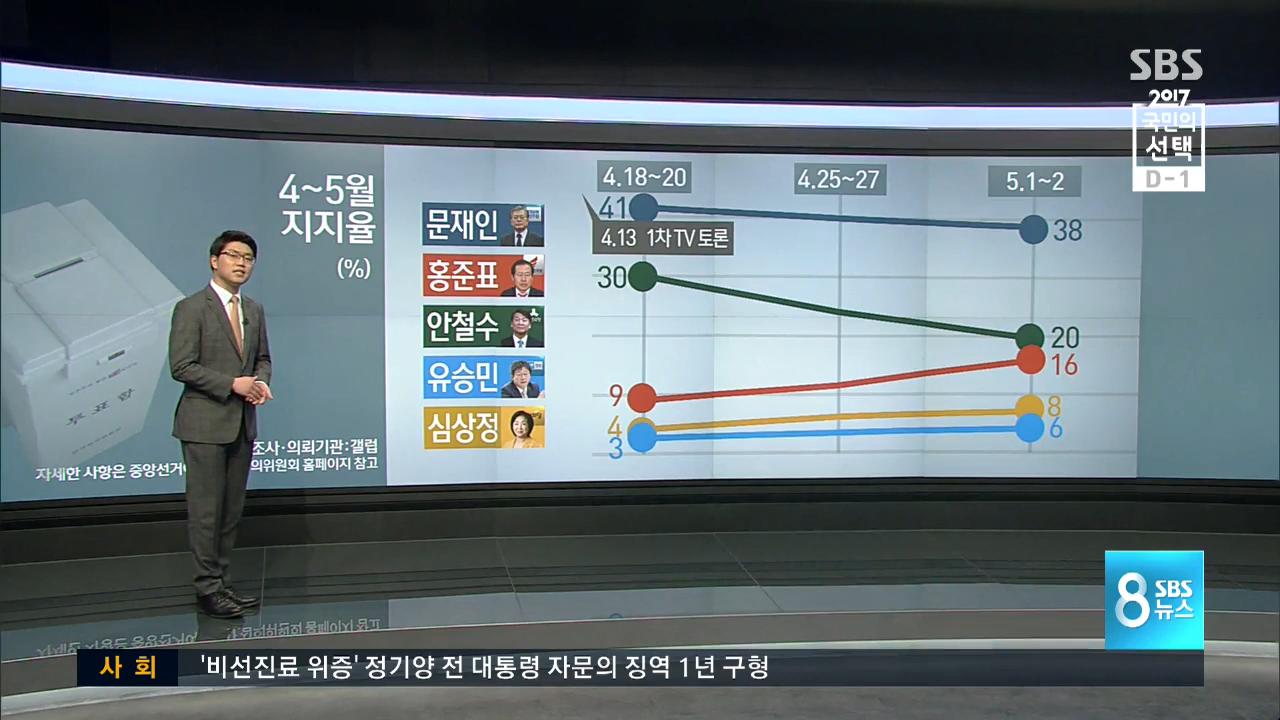 SBS
2017
국민의
선택
D-1
4~5월
지지율
(%)
4.18~20
4.25~27
5.1~2
문재인
홍준표
안철수
유승민
심상정
41
38
4.13 1차 TV 토론
30
20
16
9
4
3
8
6
투표함
조사·의뢰기관:갤럽
자세한 사항은 중앙선거
의위원회 홈페이지 참고
8 SBS
뉴스
사회
'비선진료 위증' 정기양 전 대통령 자문의 징역 1년 구형